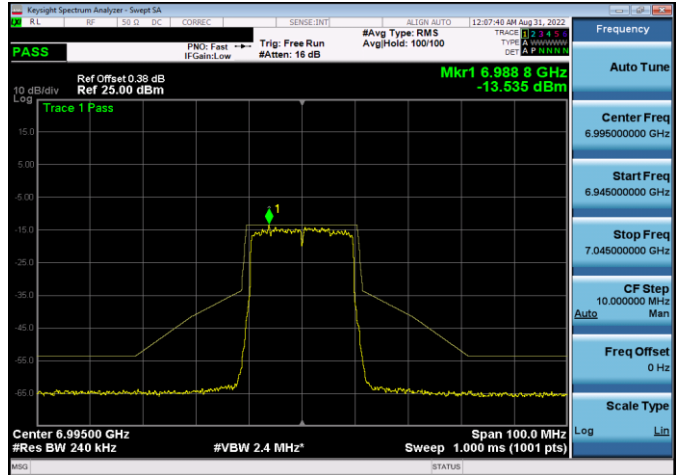 Keysight Spectrum Analyzer - Swept SA
RL RF 50 Ω DC CORREC SENSE:INT ALIGN AUTO 12:07:40 AM Aug 31, 2022
PASS
PNO: Fast
IFGain:Low
Trig: Free Run
#Atten: 16 dB
#Avg Type: RMS
Avg|Hold: 100/100
TRACE 1 2 3 4 5 6
TYPE A WWWWW
DET A P N N N N
Frequency
Ref Offset 0.38 dB
10 dB/div Ref 25.00 dBm
Log
Mkr1 6.988 8 GHz
-13.535 dBm
Trace 1 Pass
15.0
5.00
-5.00
-15.0
-25.0
-35.0
-45.0
-55.0
-65.0
1
Center 6.99500 GHz
#Res BW 240 kHz
#VBW 2.4 MHz*
Span 100.0 MHz
Sweep 1.000 ms (1001 pts)
MSG
STATUS
Auto Tune
Center Freq
6.995000000 GHz
Start Freq
6.945000000 GHz
Stop Freq
7.045000000 GHz
CF Step
10.000000 MHz
Auto Man
Freq Offset
0 Hz
Scale Type
Log Lin